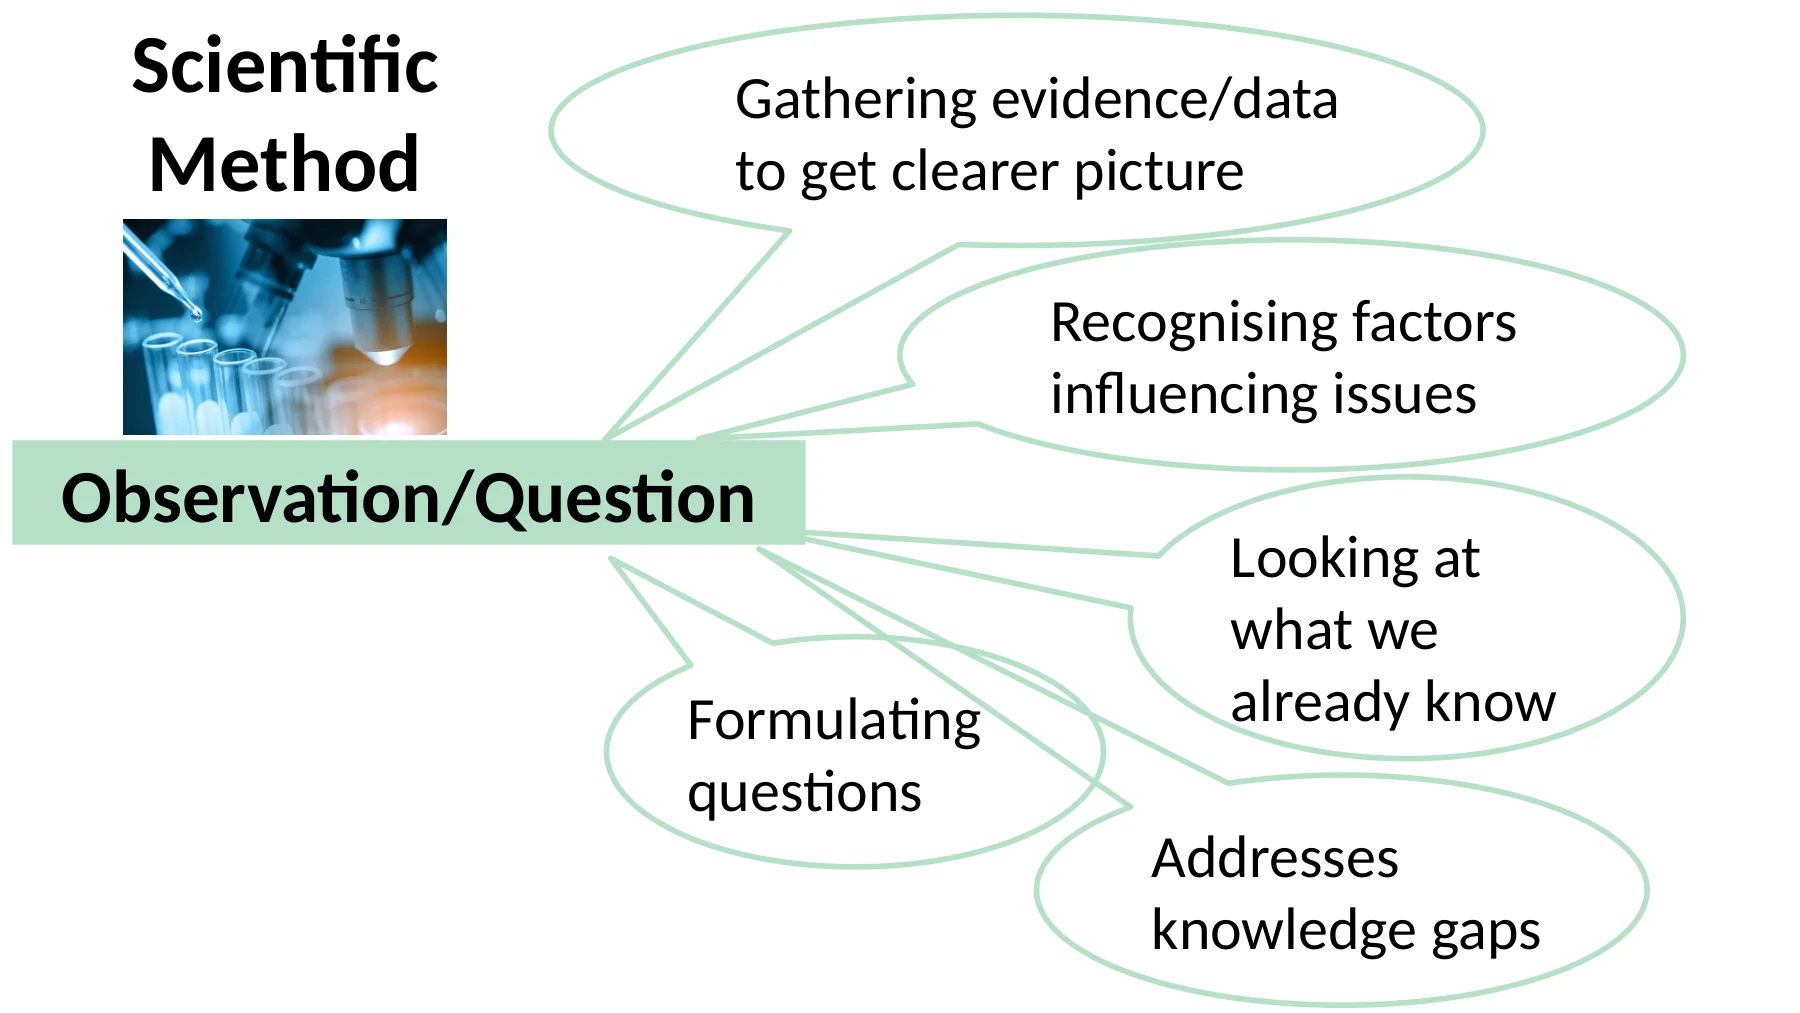 Scientific
Method
Gathering evidence/data
to get clearer picture
Recognising factors
influencing issues
Observation/Question
Looking at
what we
already know
Formulating
questions
Addresses
knowledge gaps